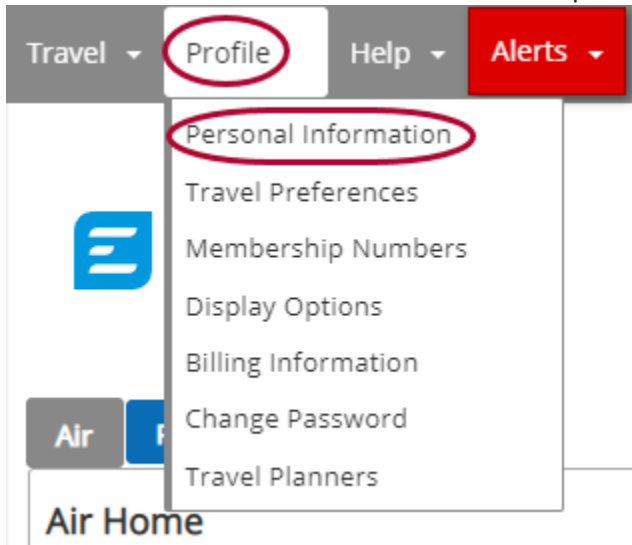 Travel Profile Help Alerts
Personal Information
Travel Preferences
Membership Numbers
Display Options
Billing Information
Change Password
Air
Travel Planners
Air Home